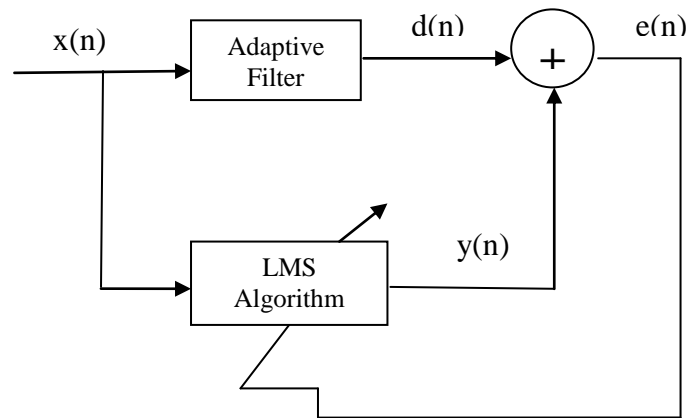 x(n)
Adaptive
Filter
d(n)
+
e(n)
LMS
Algorithm
y(n)